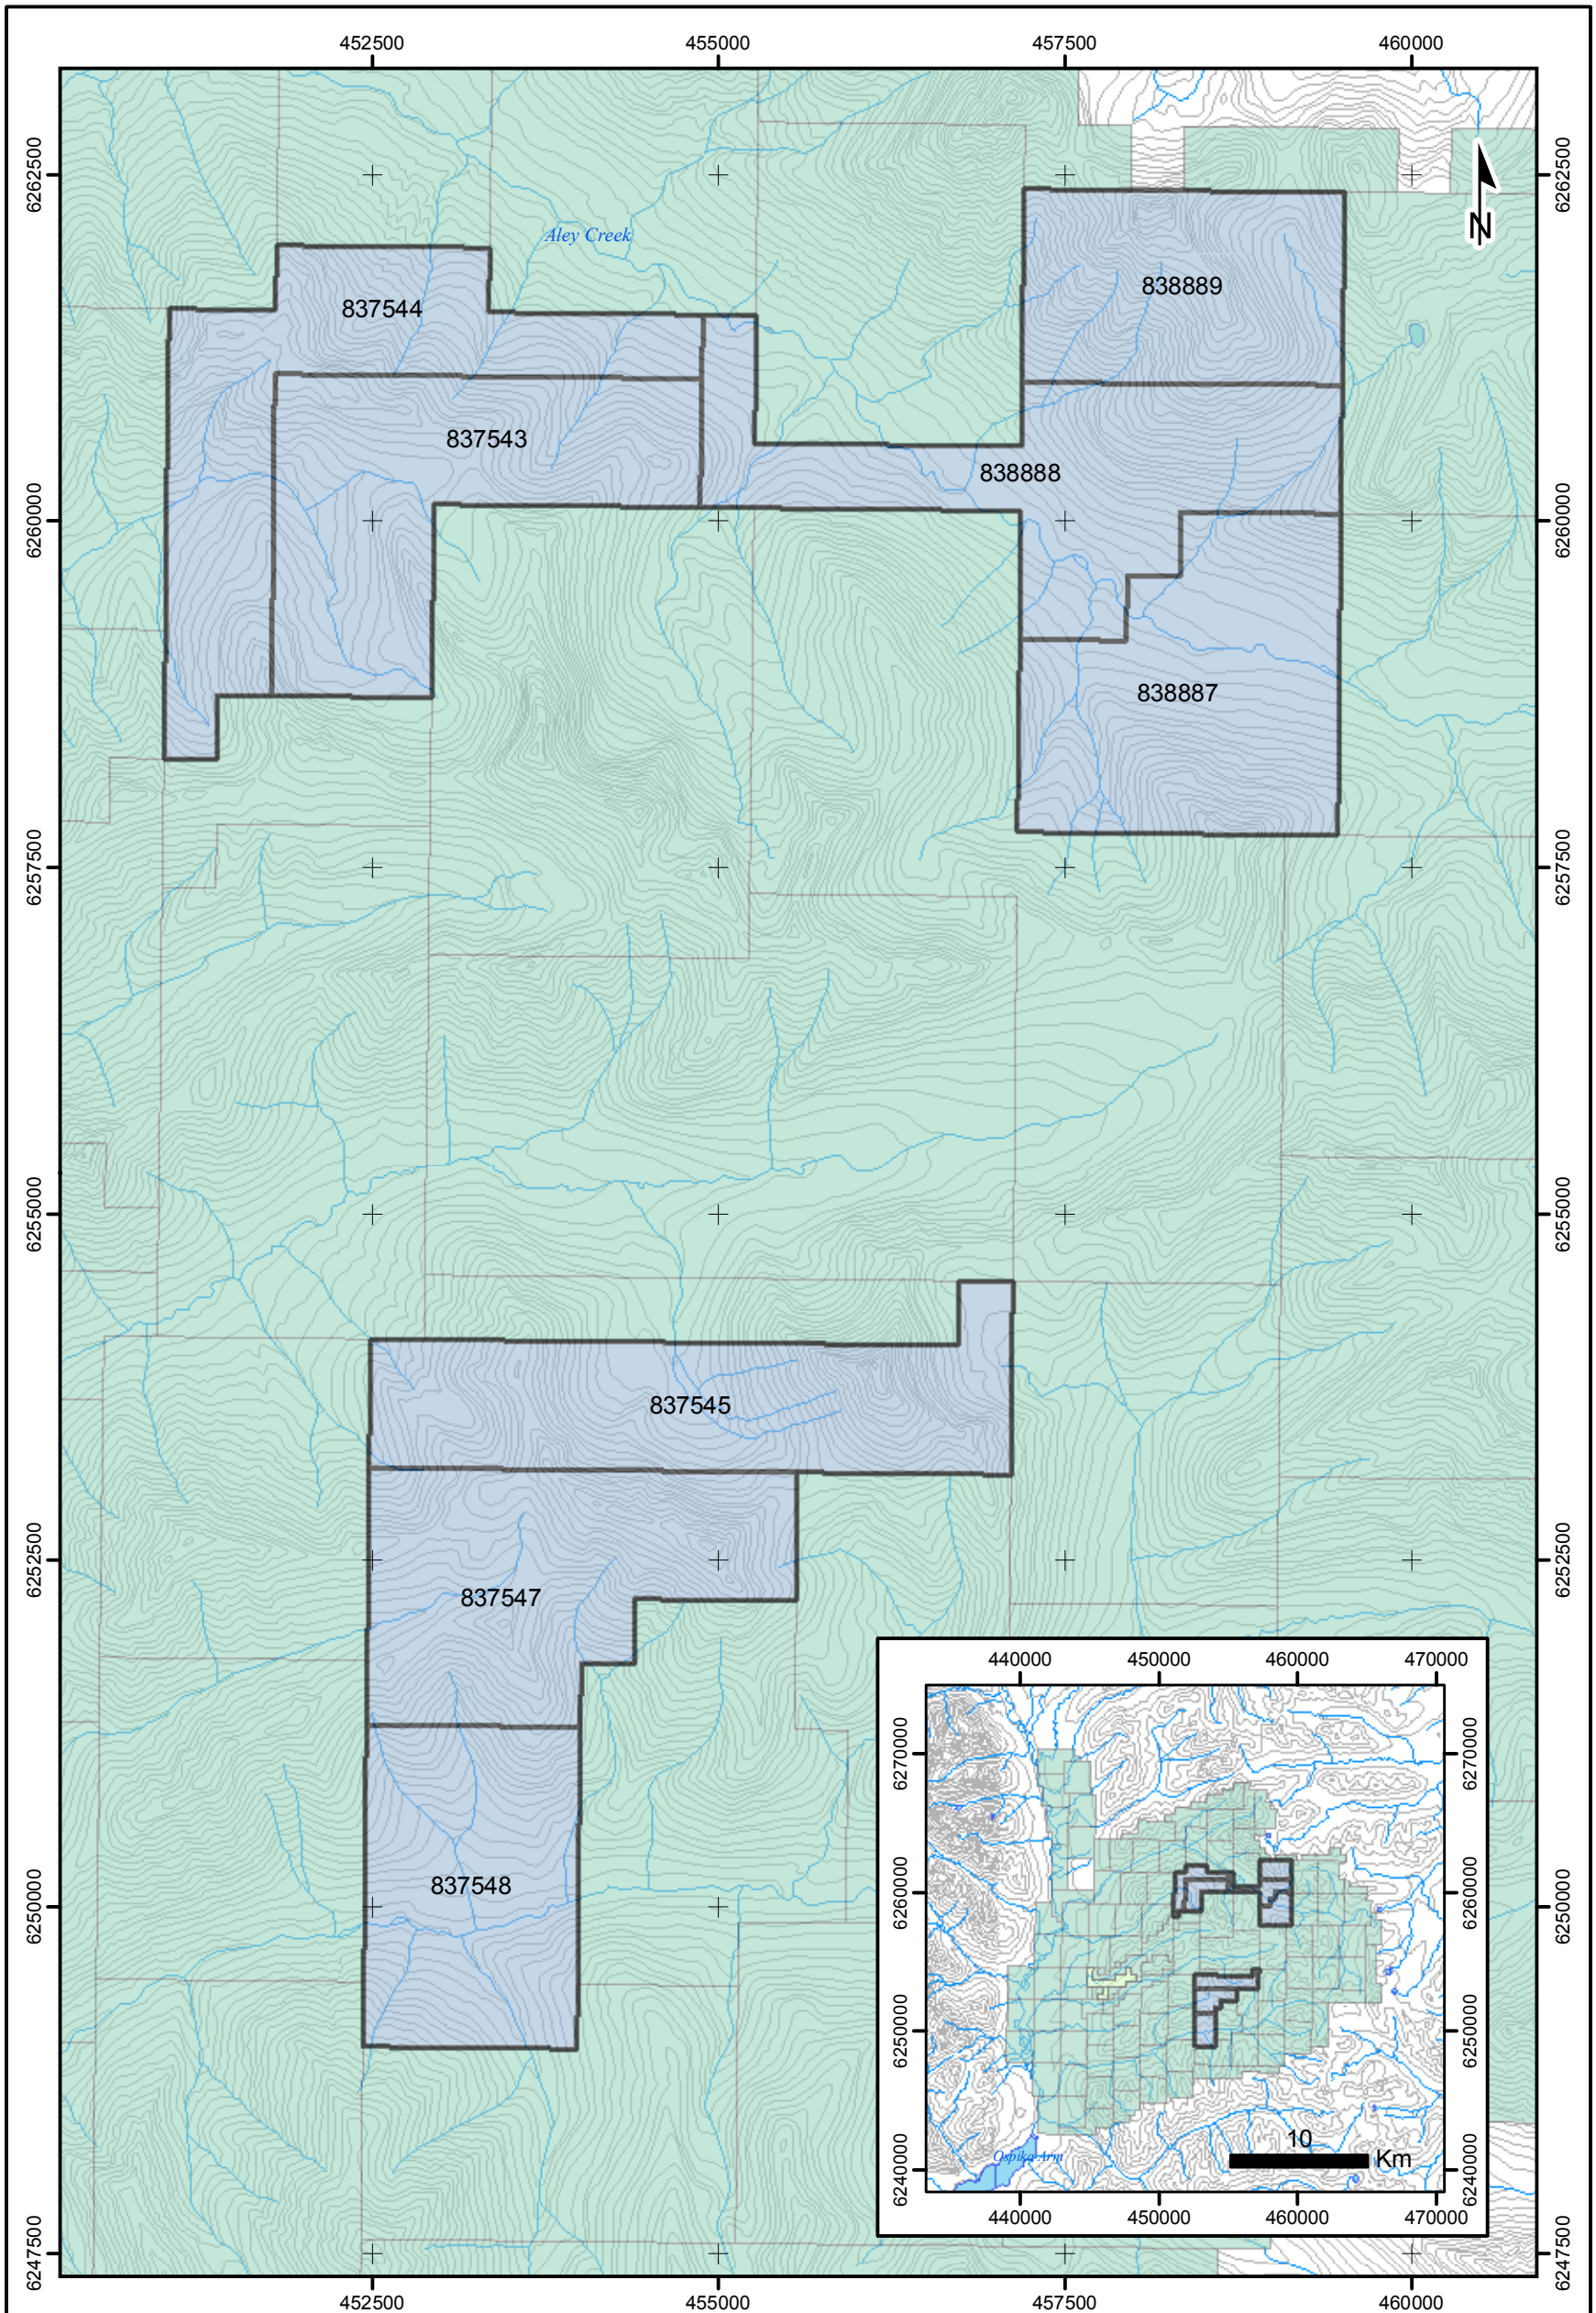 452500 455000 457500 460000
6262500 6262500
N
Aley Creek
838889
837544
837543
838888
6260000 6260000
838887
6257500 6257500
6255000 6255000
837545
6252500 6252500
837547
440000 450000 460000 470000
6270000 6270000
837548
6260000 6260000
6250000 6250000
6250000 6250000
10
Km
Ospika Arm
6240000 6240000
440000 450000 460000 470000
6247500 6247500
452500 455000 457500 460000